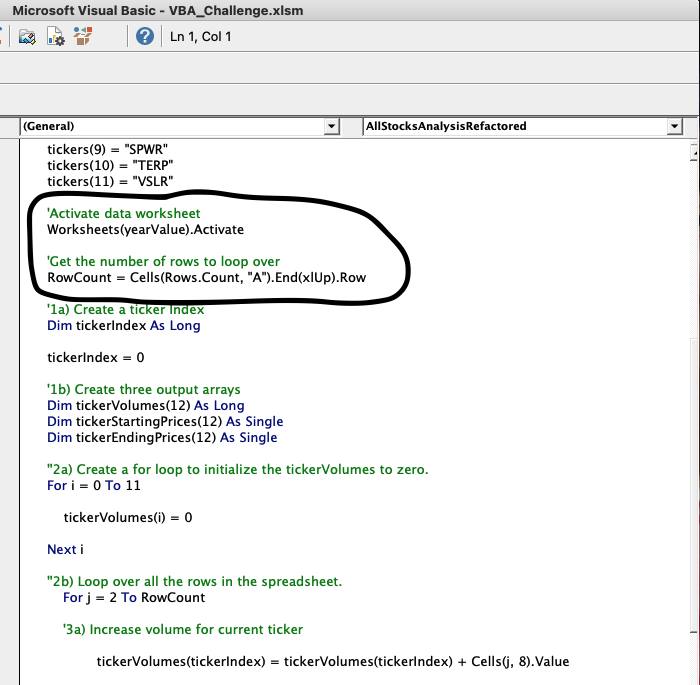 Microsoft Visual Basic - VBA_Challenge.xlsm
Ln 1, Col 1
(General) AllStocksAnalysisRefactored
tickers(9) = "SPWR"
tickers(10) = "TERP"
tickers(11) = "VSLR"
'Activate data worksheet
Worksheets(yearValue).Activate
'Get the number of rows to loop over
RowCount = Cells(Rows.Count, "A").End(xlUp).Row
'1a) Create a ticker Index
Dim tickerIndex As Long
tickerIndex = 0
'1b) Create three output arrays
Dim tickerVolumes(12) As Long
Dim tickerStartingPrices(12) As Single
Dim tickerEndingPrices(12) As Single
''2a) Create a for loop to initialize the tickerVolumes to zero.
For i = 0 To 11
tickerVolumes(i) = 0
Next i
''2b) Loop over all the rows in the spreadsheet.
For j = 2 To RowCount
'3a) Increase volume for current ticker
tickerVolumes(tickerIndex) = tickerVolumes(tickerIndex) + Cells(j, 8).Value